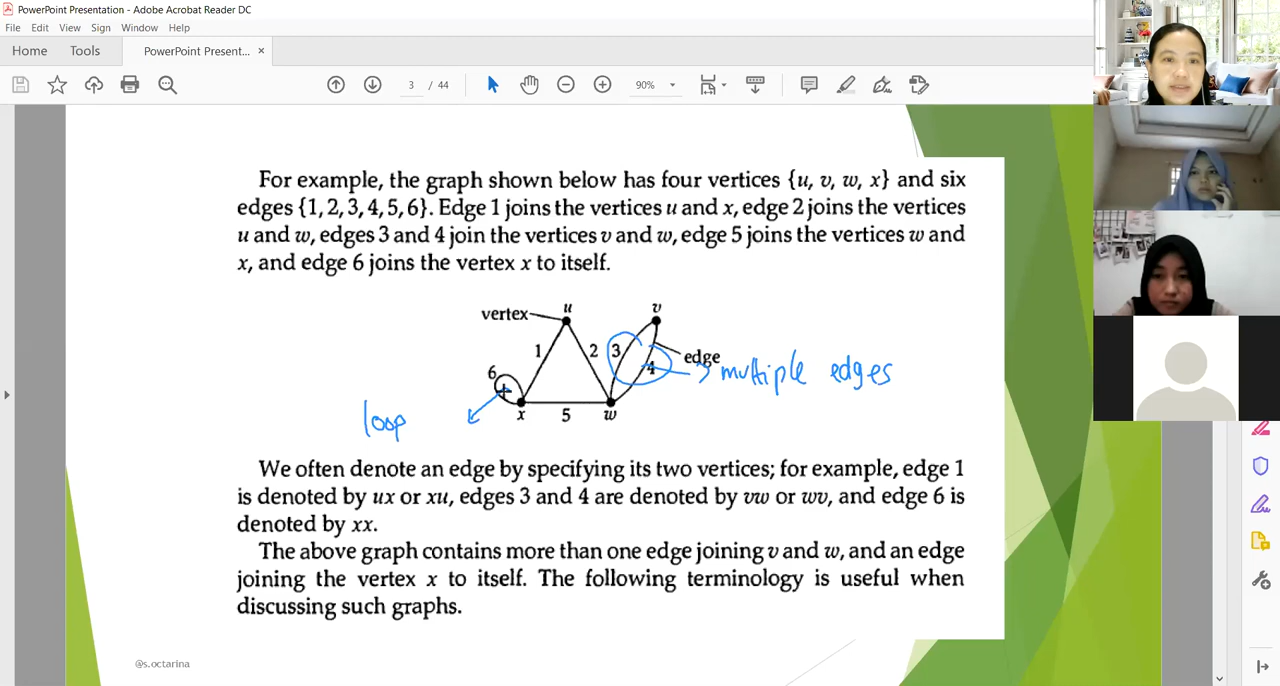 PowerPoint Presentation - Adobe Acrobat Reader DC
File Edit View Sign Window Help
Home Tools PowerPoint Present... ×
3 / 44 90%
For example, the graph shown below has four vertices {u, v, w, x} and six
edges {1, 2, 3, 4, 5, 6}. Edge 1 joins the vertices u and x, edge 2 joins the vertices
u and w, edges 3 and 4 join the vertices v and w, edge 5 joins the vertices w and
x, and edge 6 joins the vertex x to itself.
vertex u v
1 2 3 edge
6 4 multiple edges
x 5 w
loop
We often denote an edge by specifying its two vertices; for example, edge 1
is denoted by ux or xu, edges 3 and 4 are denoted by vw or wv, and edge 6 is
denoted by xx.
The above graph contains more than one edge joining v and w, and an edge
joining the vertex x to itself. The following terminology is useful when
discussing such graphs.
@s.octarina